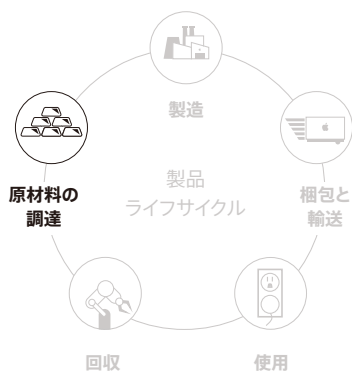 製造
原材料の
調達
製品
ライフサイクル
梱包と
輸送
回収
使用